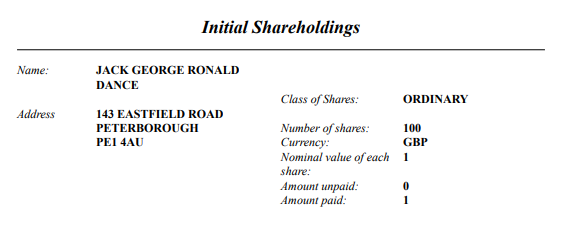 Initial Shareholdings
Name: JACK GEORGE RONALD
DANCE
Address 143 EASTFIELD ROAD
PETERBOROUGH
PE1 4AU
Class of Shares: ORDINARY
Number of shares: 100
Currency: GBP
Nominal value of each 1
share:
Amount unpaid: 0
Amount paid: 1